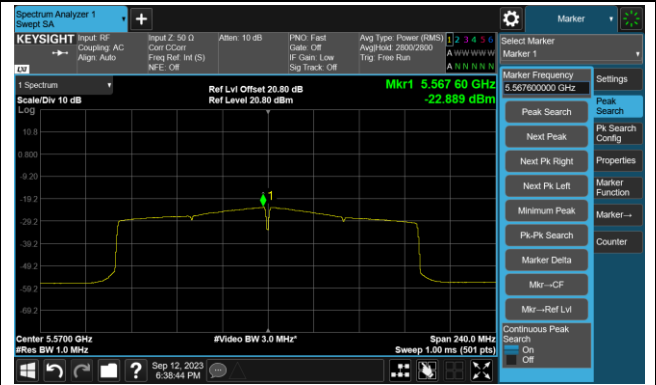 Spectrum Analyzer 1
Swept SA
Marker
KEYSIGHT
Input: RF
Coupling: AC
Align: Auto
Input Z: 50 Ω
Corr CCorr
Freq Ref: Int (S)
NFE: Off
Atten: 10 dB
PNO: Fast
Gate: Off
IF Gain: Low
Sig Track: Off
Avg Type: Power (RMS)
Avg|Hold: 2800/2800
Trig: Free Run
1 2 3 4 5 6
A W W W W W
A N N N N N
LXI
1 Spectrum
Scale/Div 10 dB
Log
Ref Lvl Offset 20.80 dB
Ref Level 20.80 dBm
Mkr1 5.567 60 GHz
-22.889 dBm
10.8
0.800
-9.20
-19.2
-29.2
-39.2
-49.2
-59.2
-69.2
1
Center 5.5700 GHz
#Res BW 1.0 MHz
#Video BW 3.0 MHz*
Span 240.0 MHz
Sweep 1.00 ms (501 pts)
Select Marker
Marker 1
Marker Frequency
5.567600000 GHz
Peak Search
Next Peak
Next Pk Right
Next Pk Left
Minimum Peak
Pk-Pk Search
Marker Delta
Mkr→CF
Mkr→Ref Lvl
Continuous Peak
Search
On
Off
Settings
Peak
Search
Pk Search
Config
Properties
Marker
Function
Marker→
Counter
?
Sep 12, 2023
6:38:44 PM